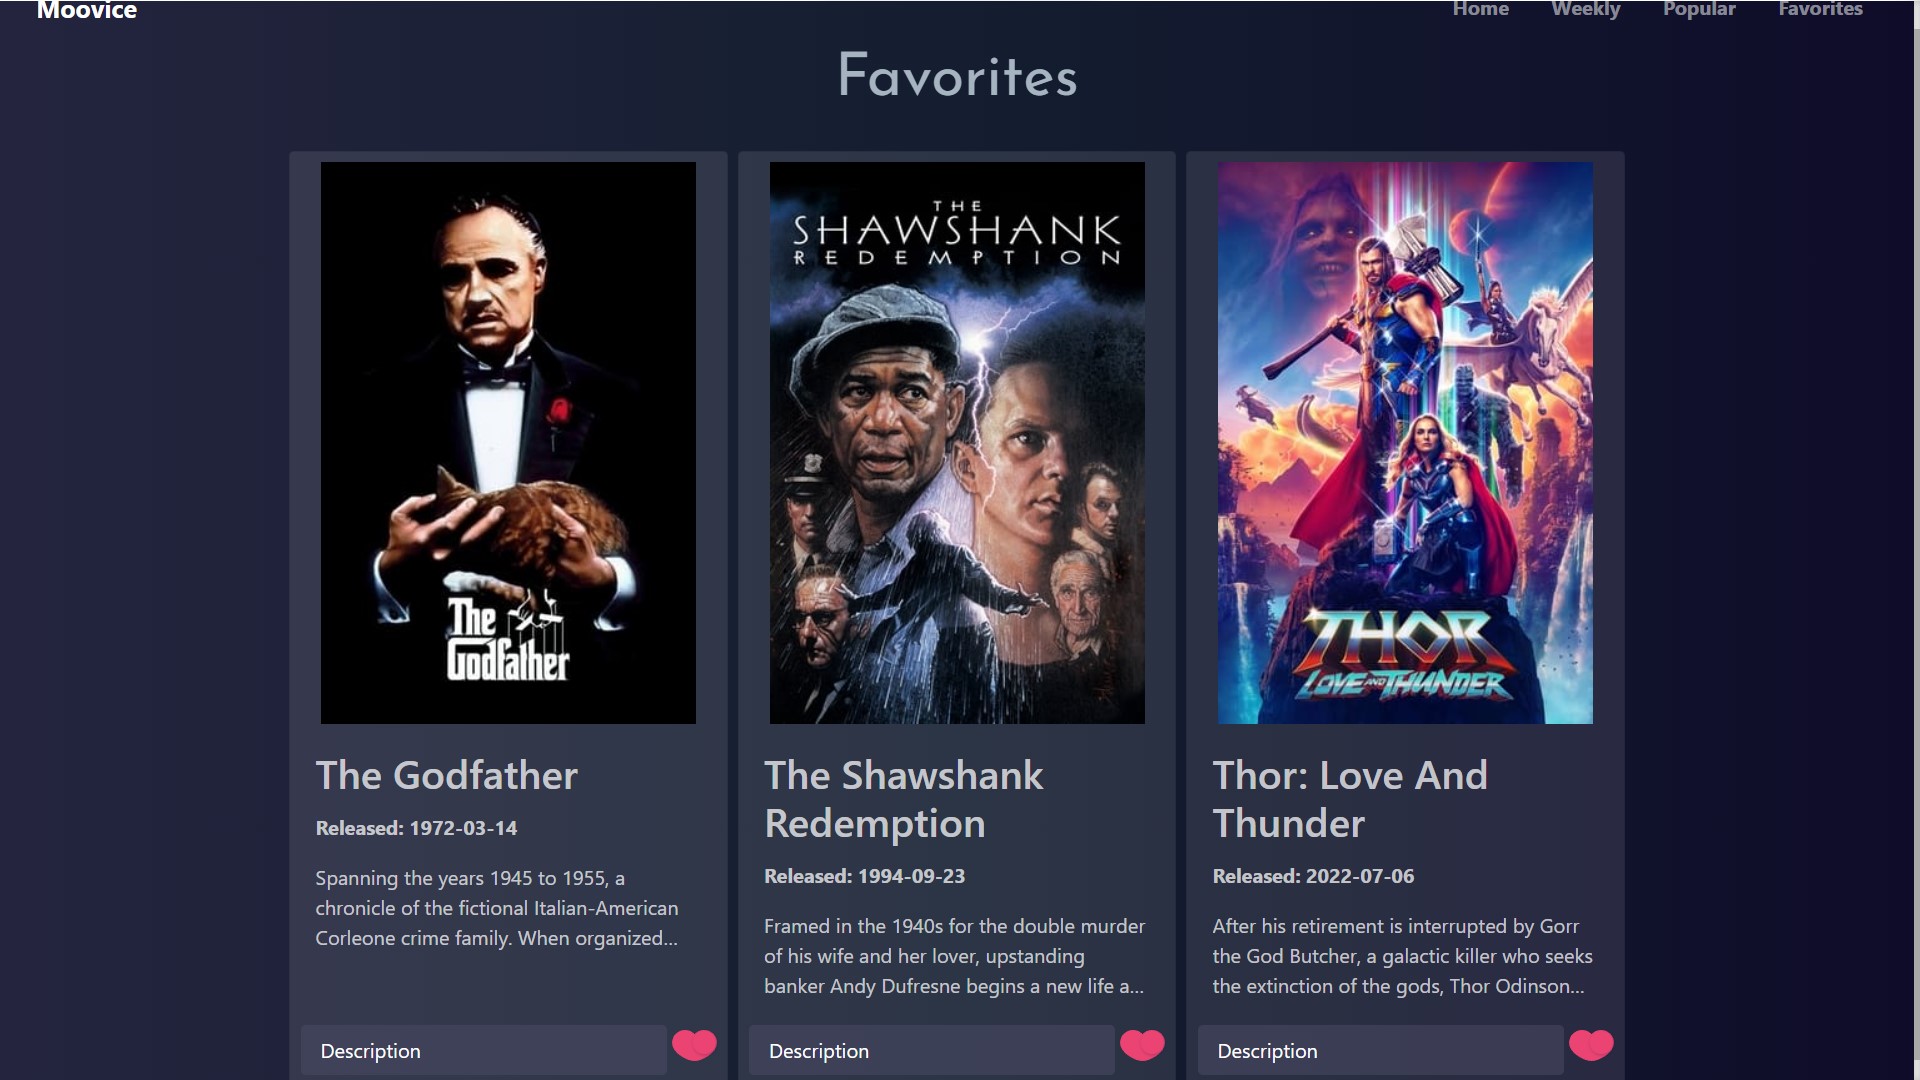 Moovice
Home
Weekly
Popular
Favorites
Favorites
The
Godfather
THE
SHAWSHANK
REDEMPTION
THOR
LOVE AND THUNDER
The Godfather
Released: 1972-03-14
Spanning the years 1945 to 1955, a
chronicle of the fictional Italian-American
Corleone crime family. When organized...
Description
The Shawshank
Redemption
Released: 1994-09-23
Framed in the 1940s for the double murder
of his wife and her lover, upstanding
banker Andy Dufresne begins a new life a...
Description
Thor: Love And
Thunder
Released: 2022-07-06
After his retirement is interrupted by Gorr
the God Butcher, a galactic killer who seeks
the extinction of the gods, Thor Odinson...
Description